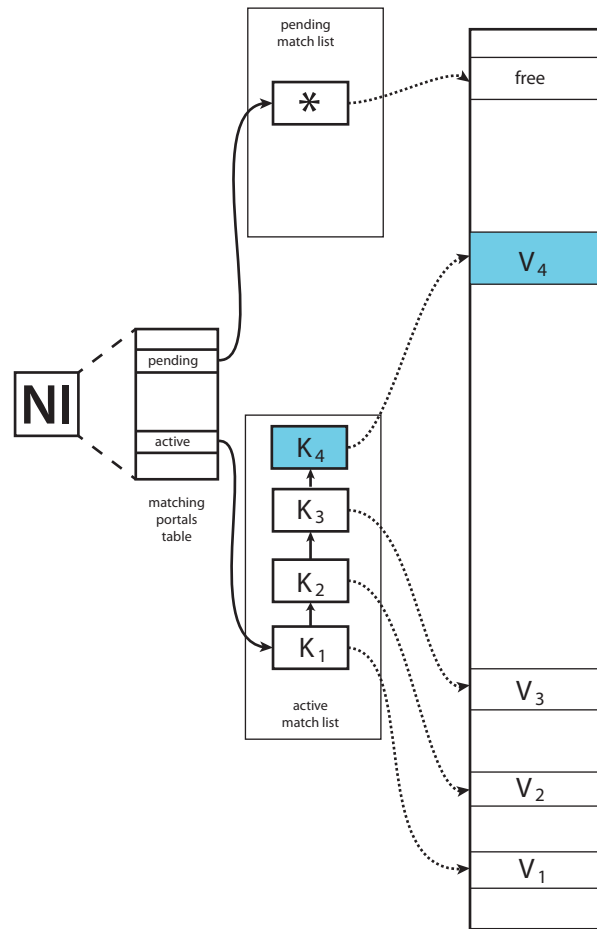 pending
match list
*
free
V4
pending
NI
active
matching
portals
table
K4
K3
K2
K1
active
match list
V3
V2
V1